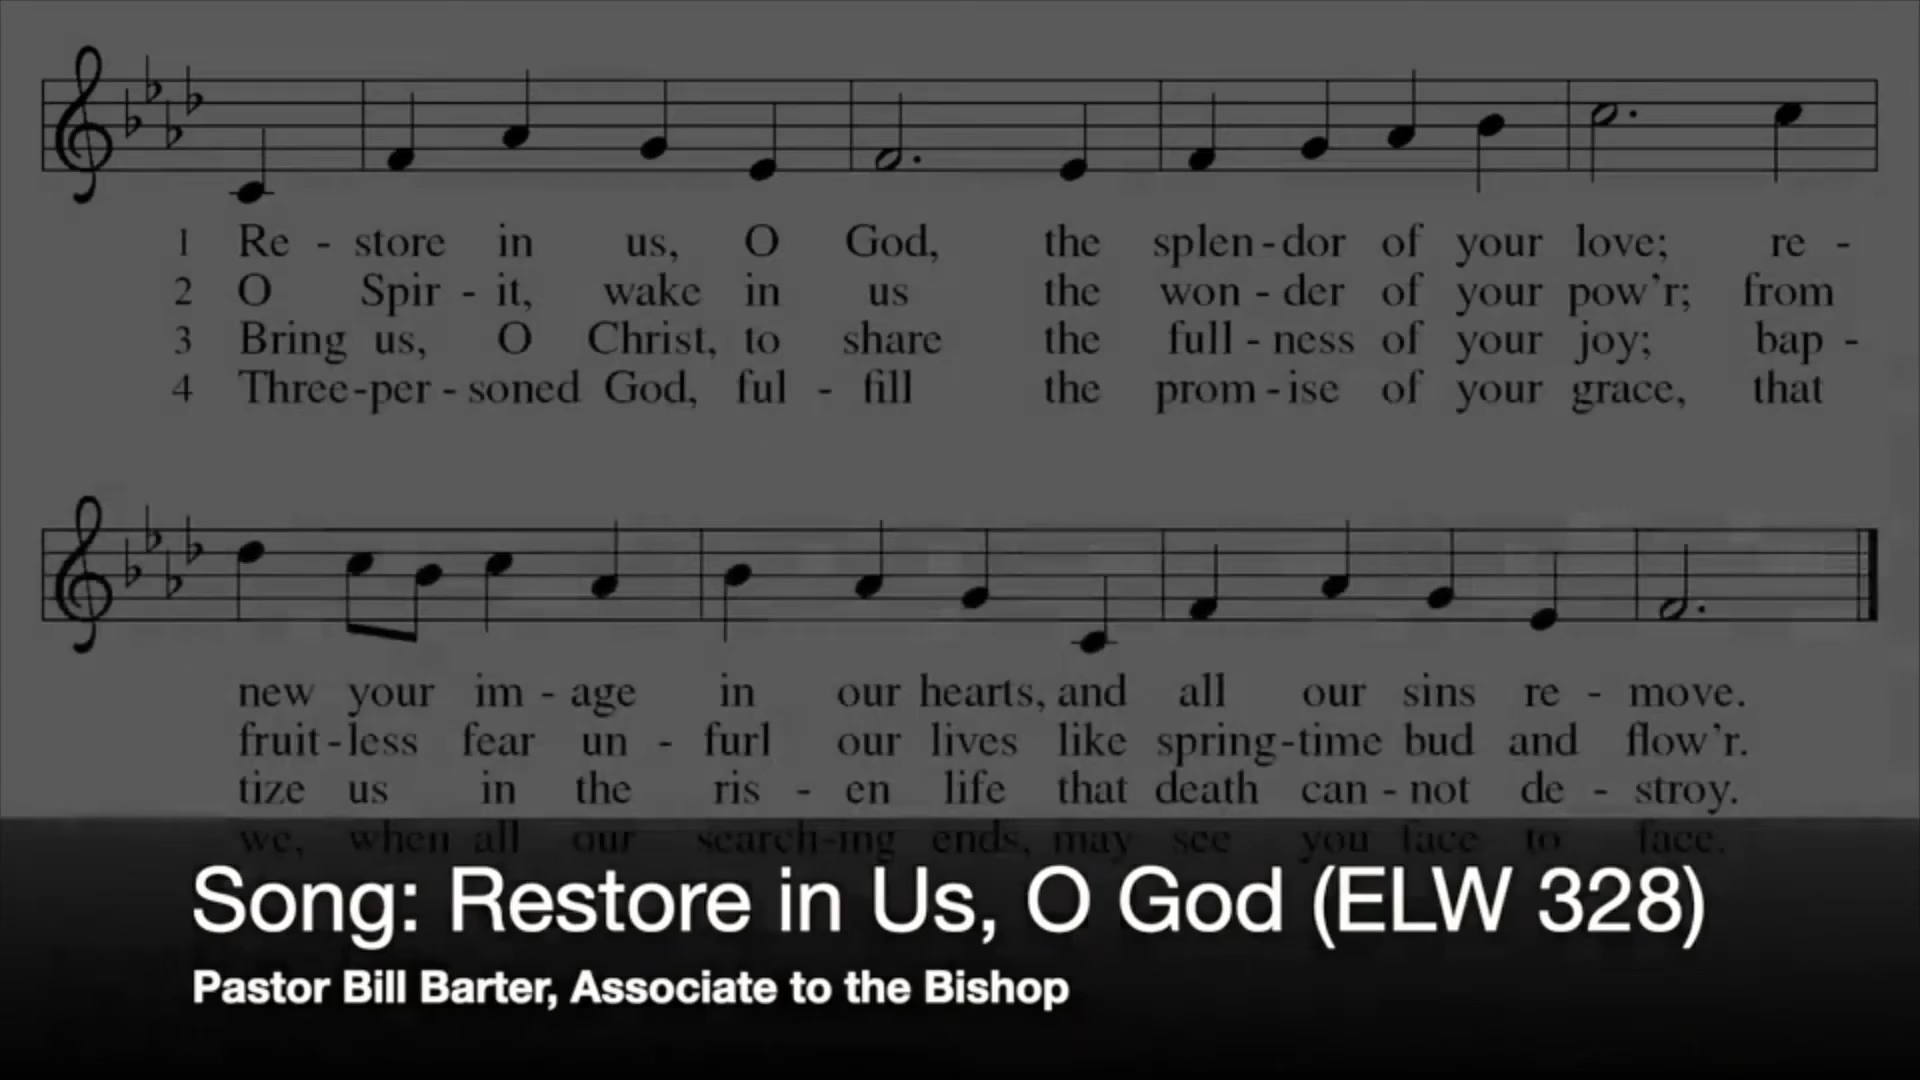 1 Re - store in us, O God, the splen - dor of your love; re -
2 O Spir - it, wake in us the won - der of your pow'r; from
3 Bring us, O Christ, to share the full - ness of your joy; bap -
4 Three - per - soned God, ful - fill the prom - ise of your grace, that
new your im - age in our hearts, and all our sins re - move.
fruit - less fear un - furl our lives like spring - time bud and flow'r.
tize us in the ris - en life that death can - not de - stroy.
we, when all our search - ing ends, may see you face to face.
Song: Restore in Us, O God (ELW 328)
Pastor Bill Barter, Associate to the Bishop